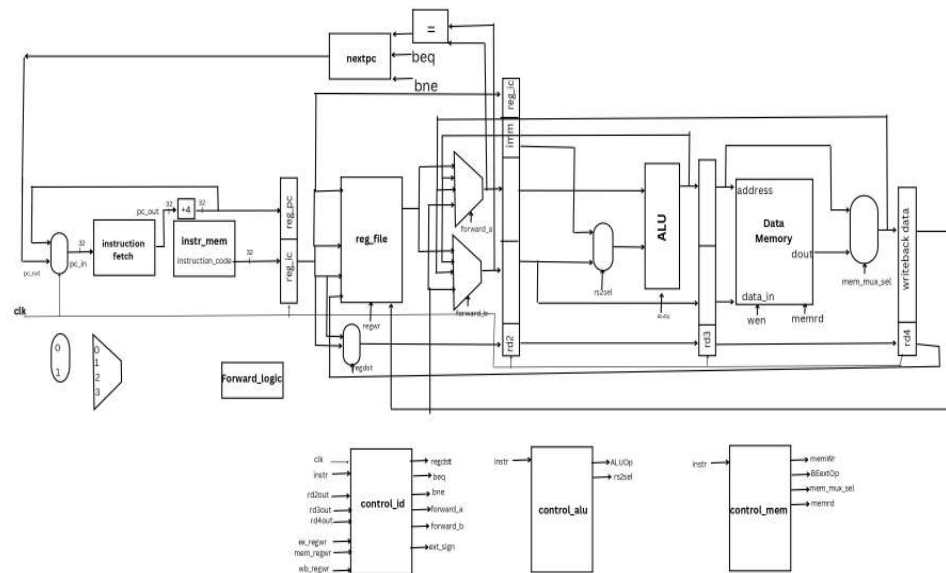 =
nextpc
beq
bne
reg_ic
imm
pc_out
32
+4
32
32
pc_in
instruction
fetch
instr_mem
instruction_code
32
reg_pc
reg_ic
reg_file
forward_a
forward_b
regwr
regdst
rd2
rs2sel
ALU
rd3
address
Data
Memory
dout
data_in
wen
memrd
mem_mux_sel
writeback data
rd4
clk
0
1
0
1
2
3
Forward_logic
clk
instr
rd2out
rd3out
rd4out
ex_regwr
mem_regwr
wb_regwr
control_id
regdst
beq
bne
forward_a
forward_b
ext_sign
instr
control_alu
ALUOp
rs2sel
instr
control_mem
memWr
BEextOp
mem_mux_sel
memrd